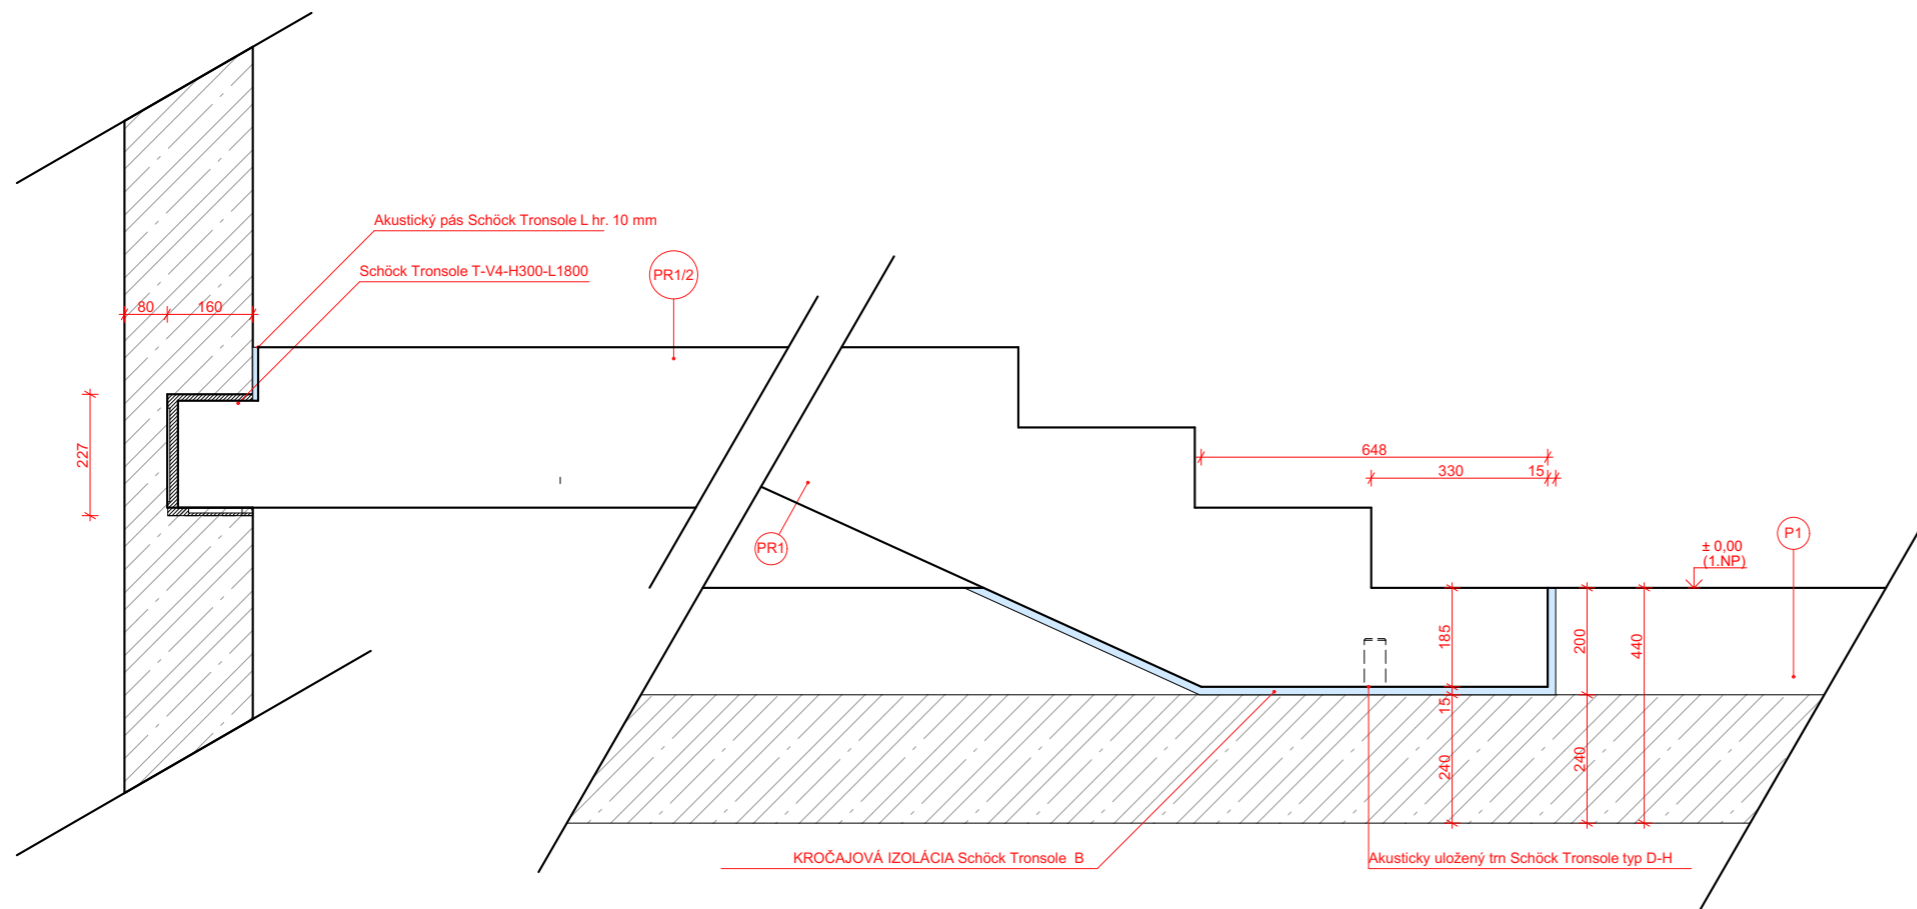 Akustický pás Schöck Tronsole L hr. 10 mm
Schöck Tronsole T-V4-H300-L1800
PR1/2
80
160
227
648
330
15
PR1
± 0,00
(1.NP)
P1
185
200
440
15
240
240
KROČAJOVÁ IZOLÁCIA Schöck Tronsole B
Akusticky uložený tŕn Schöck Tronsole typ D-H